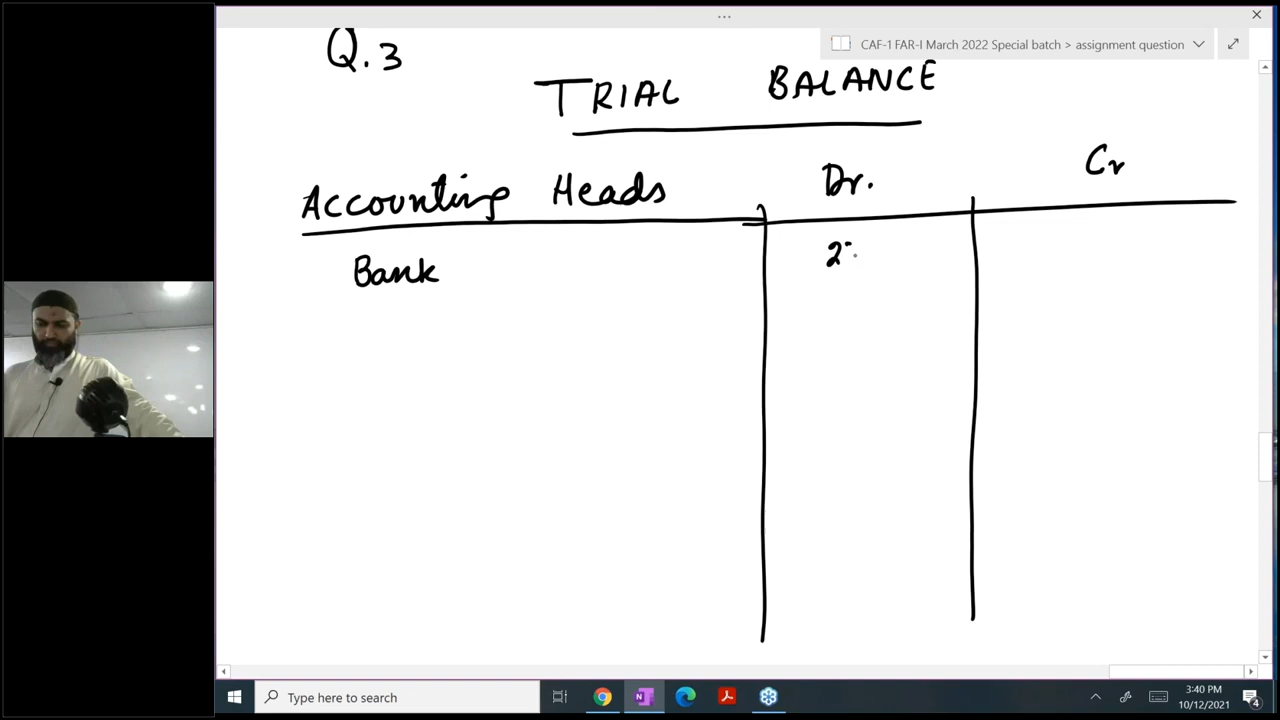 CAF-1 FAR-I March 2022 Special batch > assignment question
Q.3
TRIAL BALANCE
Accounting Heads Dr. Cr
Bank
Type here to search
3:40 PM
10/12/2021
4